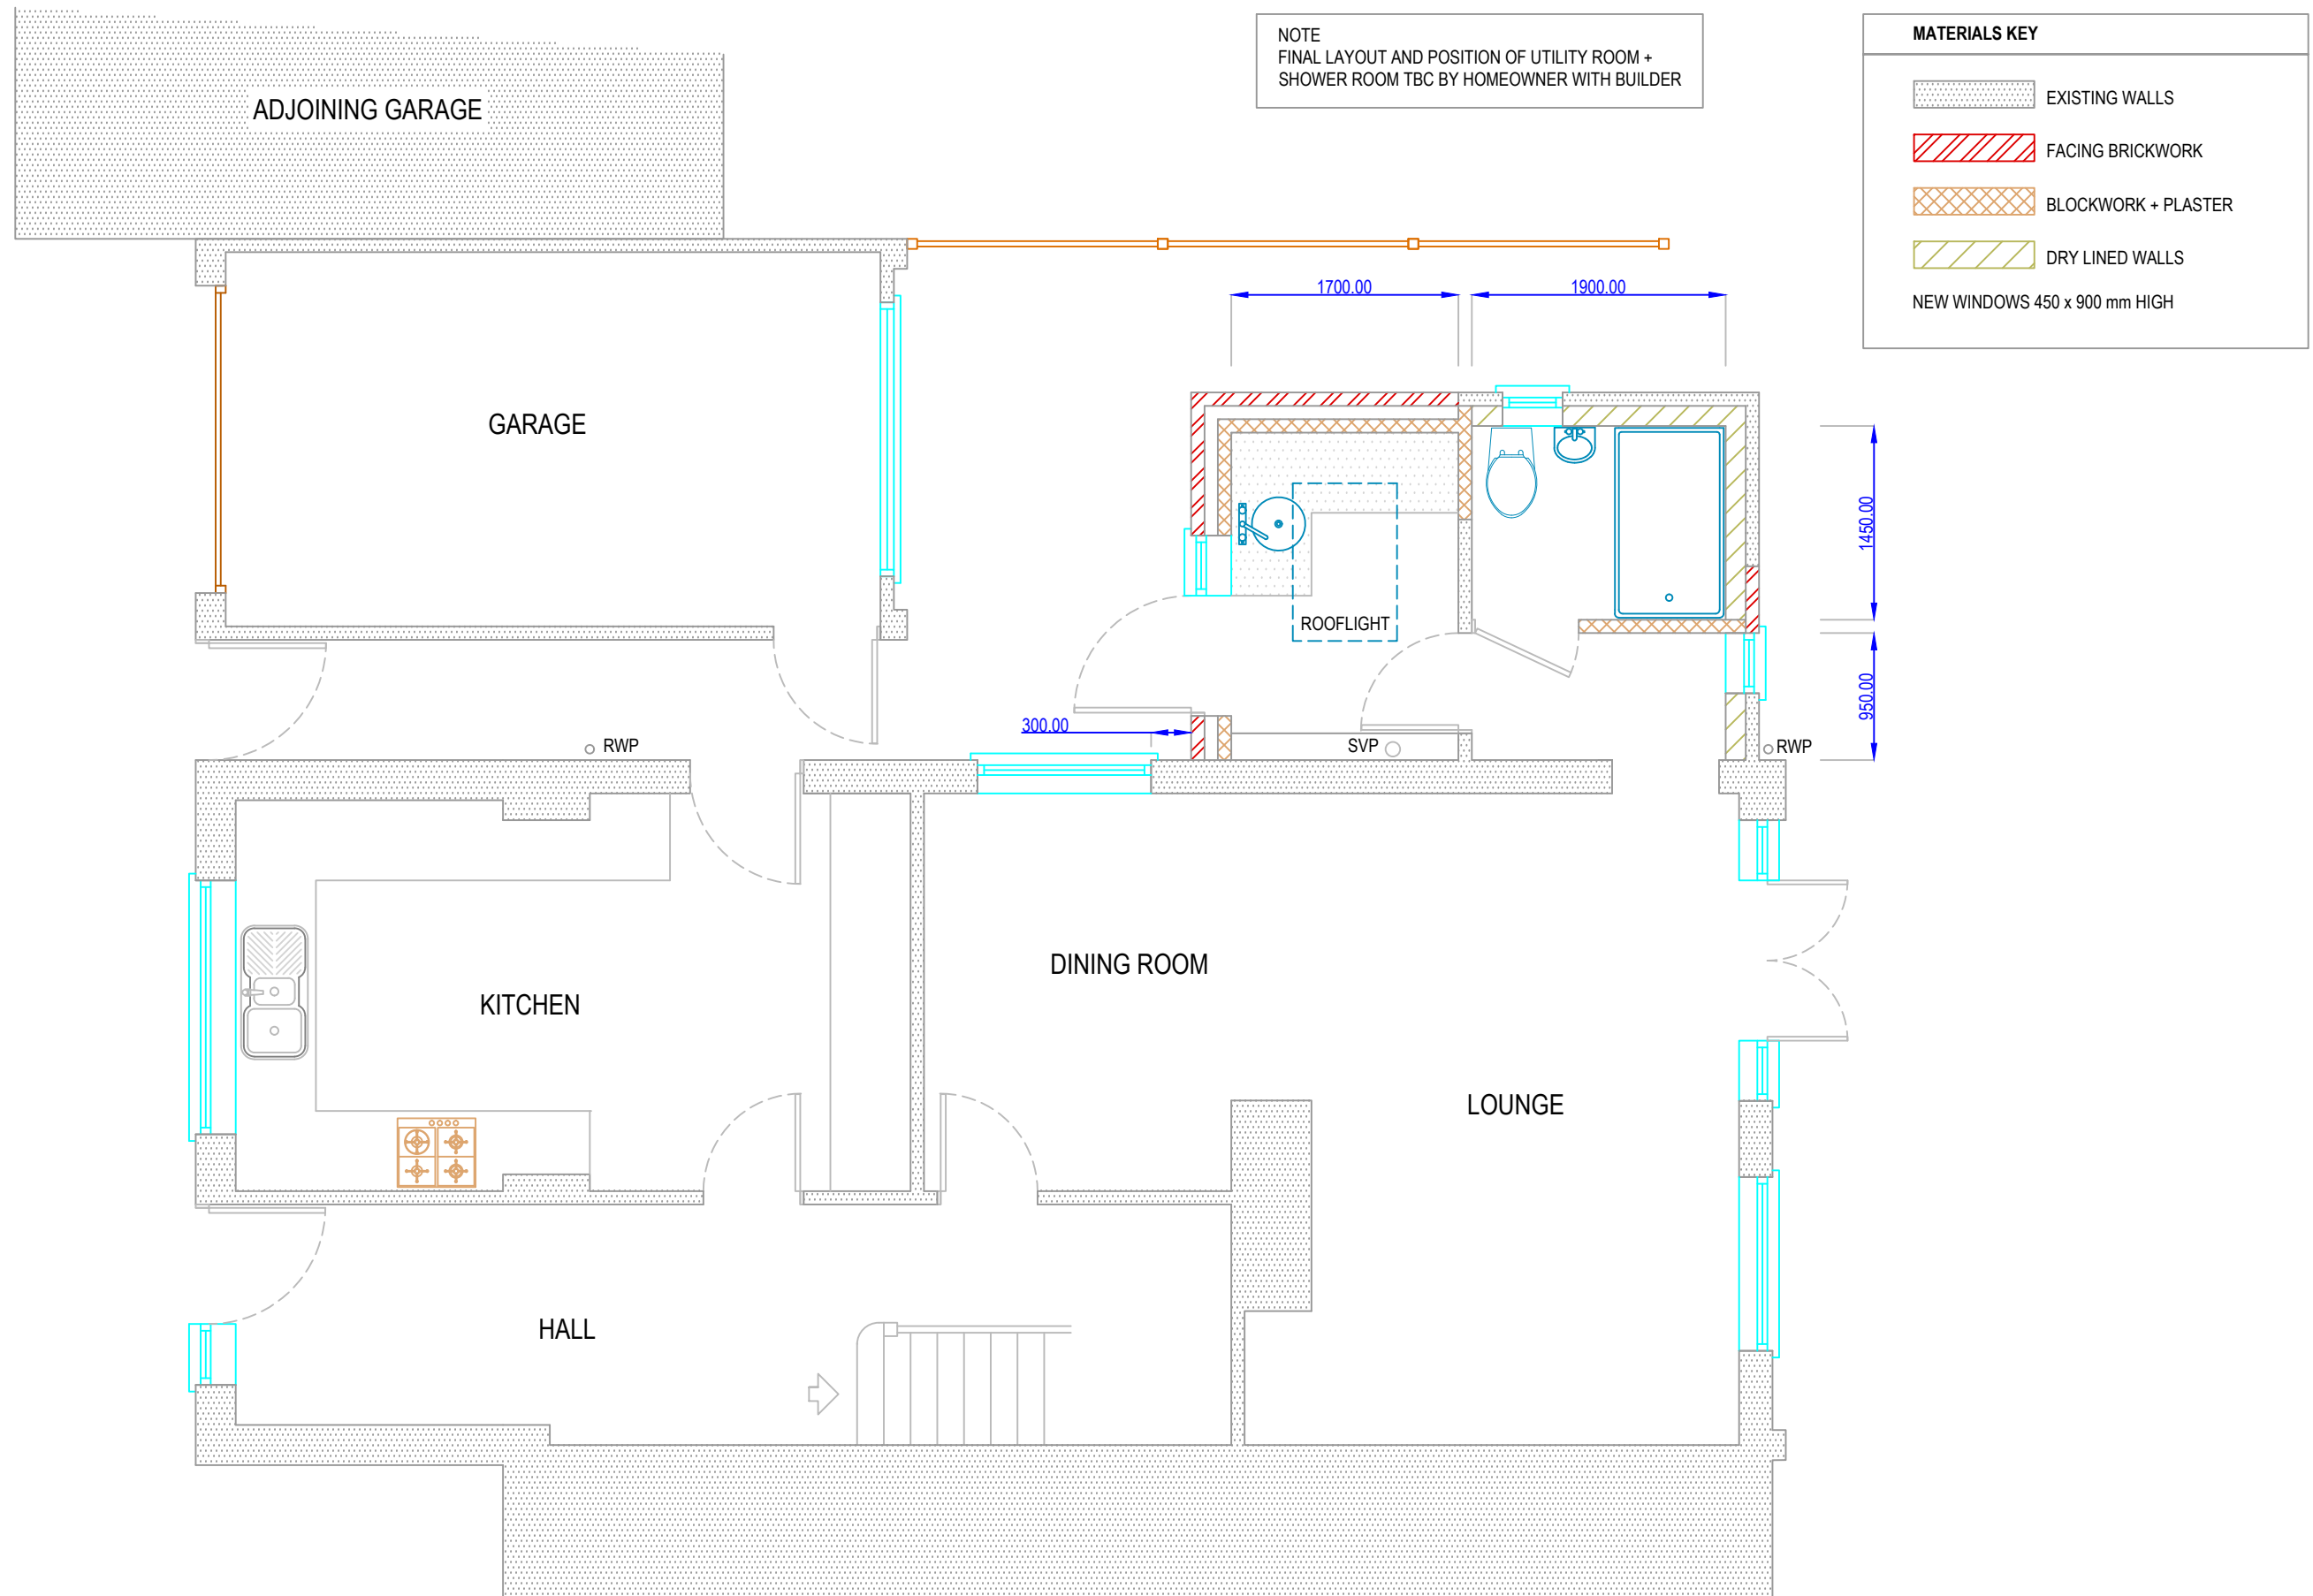 NOTE
FINAL LAYOUT AND POSITION OF UTILITY ROOM +
SHOWER ROOM TBC BY HOMEOWNER WITH BUILDER
MATERIALS KEY
EXISTING WALLS
FACING BRICKWORK
BLOCKWORK + PLASTER
DRY LINED WALLS
NEW WINDOWS 450 x 900 mm HIGH
ADJOINING GARAGE
1700.00
1900.00
GARAGE
1450.00
ROOFLIGHT
950.00
300.00
RWP
SVP
RWP
DINING ROOM
KITCHEN
LOUNGE
HALL